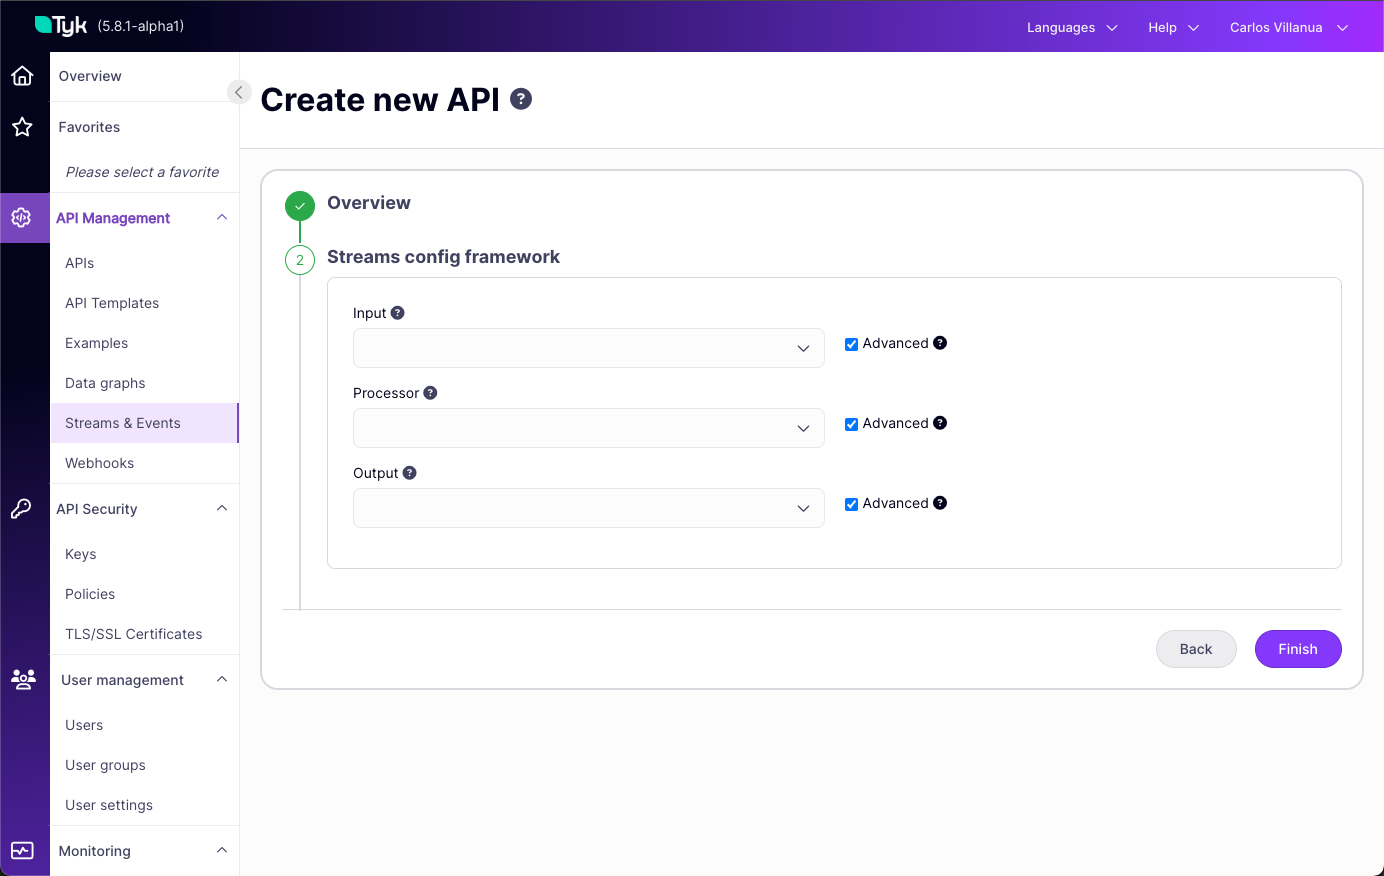 Tyk (5.8.1-alpha1)
Languages
Help
Carlos Villanua
Overview
Favorites
Please select a favorite
API Management
APIs
API Templates
Examples
Data graphs
Streams & Events
Webhooks
API Security
Keys
Policies
TLS/SSL Certificates
User management
Users
User groups
User settings
Monitoring
Create new API ?
Overview
2 Streams config framework
Input ?
Advanced ?
Processor ?
Advanced ?
Output ?
Advanced ?
Back
Finish